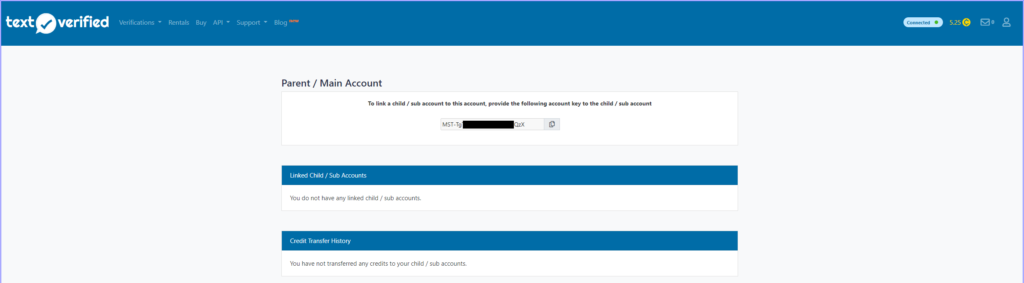 text verified
Verifications Rentals Buy API Support Blog
Connected 5.25 C 0
Parent / Main Account
To link a child / sub account to this account, provide the following account key to the child / sub account
MST-Tg QzX
Linked Child / Sub Accounts
You do not have any linked child / sub accounts.
Credit Transfer History
You have not transferred any credits to your child / sub accounts.